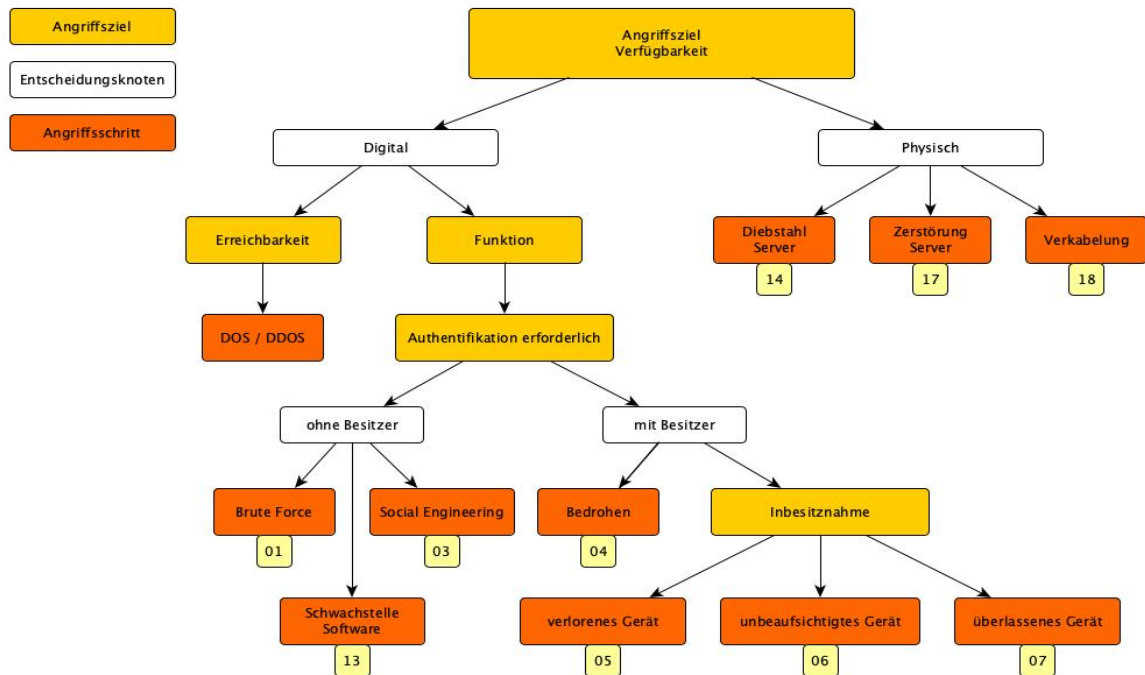 Angriffsziel
Entscheidungsknoten
Angriffsschritt
Angriffsziel
Verfügbarkeit
Digital
Physisch
Erreichbarkeit
Funktion
Diebstahl
Server
14
Zerstörung
Server
17
Verkabelung
18
DOS / DDOS
Authentifikation erforderlich
ohne Besitzer
mit Besitzer
Brute Force
01
Social Engineering
03
Bedrohen
04
Inbesitznahme
Schwachstelle
Software
13
verlorenes Gerät
05
unbeaufsichtigtes Gerät
06
überlassenes Gerät
07